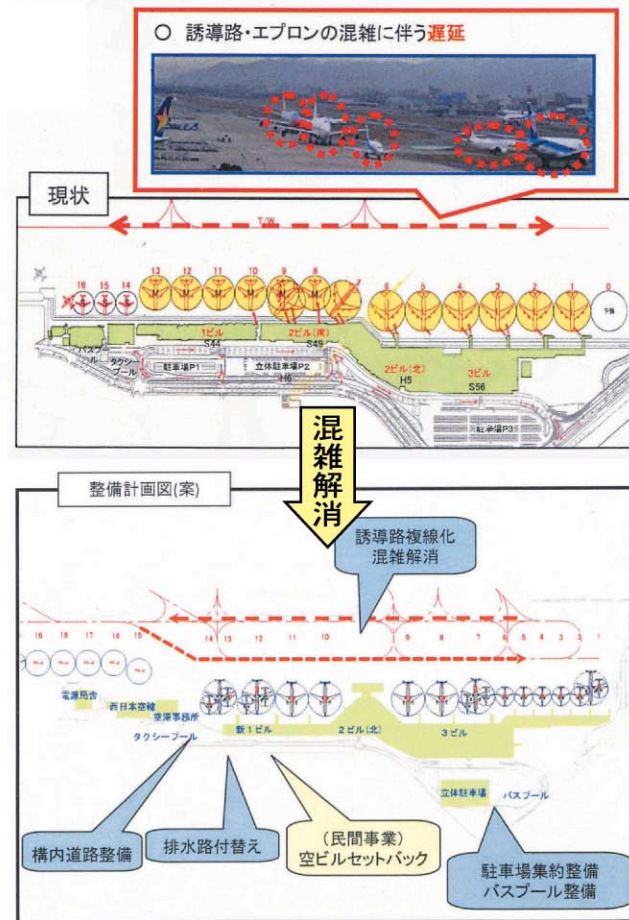 ○ 誘導路・エプロンの混雑に伴う遅延
現状
T/W
16 15 14 13 12 11 10 9 8 6 5 4 3 2 1 0
1ビル
S44
2ビル(南)
S49
2ビル(北)
H5
3ビル
S56
バスプール
タクシープール
駐車場P1
立体駐車場P2
H6
駐車場P3
混雑解消
整備計画図(案)
誘導路複線化
混雑解消
16 18 17 16 15 14 13 12 11 10 9 8 7 6 5 4 3 2 1
電源局舎
西日本空輸
空港事務所
タクシープール
新1ビル
2ビル(北)
3ビル
立体駐車場
バスプール
構内道路整備
排水路付替え
(民間事業)
空ビルセットバック
駐車場集約整備
バスプール整備